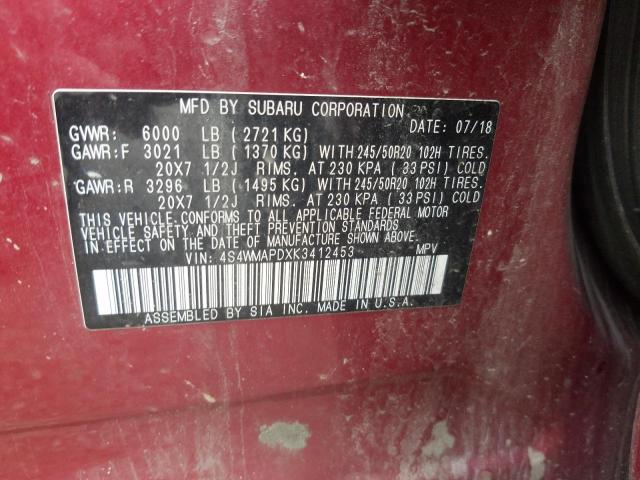 MFD BY SUBARU CORPORATION
GVWR: 6000 LB (2721 KG) DATE: 07/18
GAWR:F 3021 LB (1370 KG) WITH 245/50R20 102H TIRES.
20X7 1/2J RIMS. AT 230 KPA (33 PSI) COLD
GAWR:R 3296 LB (1495 KG) WITH 245/50R20 102H TIRES.
20X7 1/2J RIMS. AT 230 KPA (33 PSI) COLD
THIS VEHICLE CONFORMS TO ALL APPLICABLE FEDERAL MOTOR
VEHICLE SAFETY AND THEFT PREVENTION STANDARDS
IN EFFECT ON THE DATE OF MANUFACTURE SHOWN ABOVE.
VIN: 4S4WMAPDXK3412453 MPV
ASSEMBLED BY SIA INC. MADE IN U.S.A.